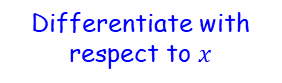 Differentiate with
respect to x